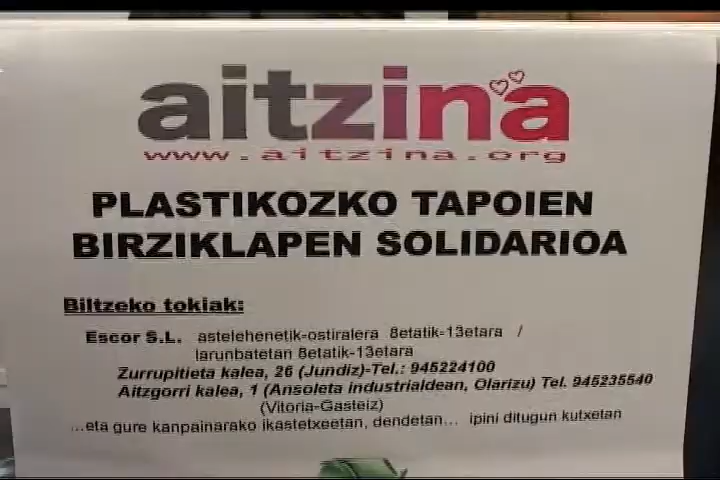 aitzina
www.aitzina.org
PLASTIKOZKO TAPOIEN
BIRZIKLAPEN SOLIDARIOA
Biltzeko tokiak:
Escor S.L. astelehenetik-ostiralera 8etatik-13etara /
larunbatetan 8etatik-13etara
Zurrupitieta kalea, 26 (Jundiz)-Tel.: 945224100
Aitzgorri kalea, 1 (Ansoleta industrialdean, Olarizu) Tel. 945235540
(Vitoria-Gasteiz)
...eta gure kanpainarako ikastetxeetan, dendetan... ipini ditugun kutxetan